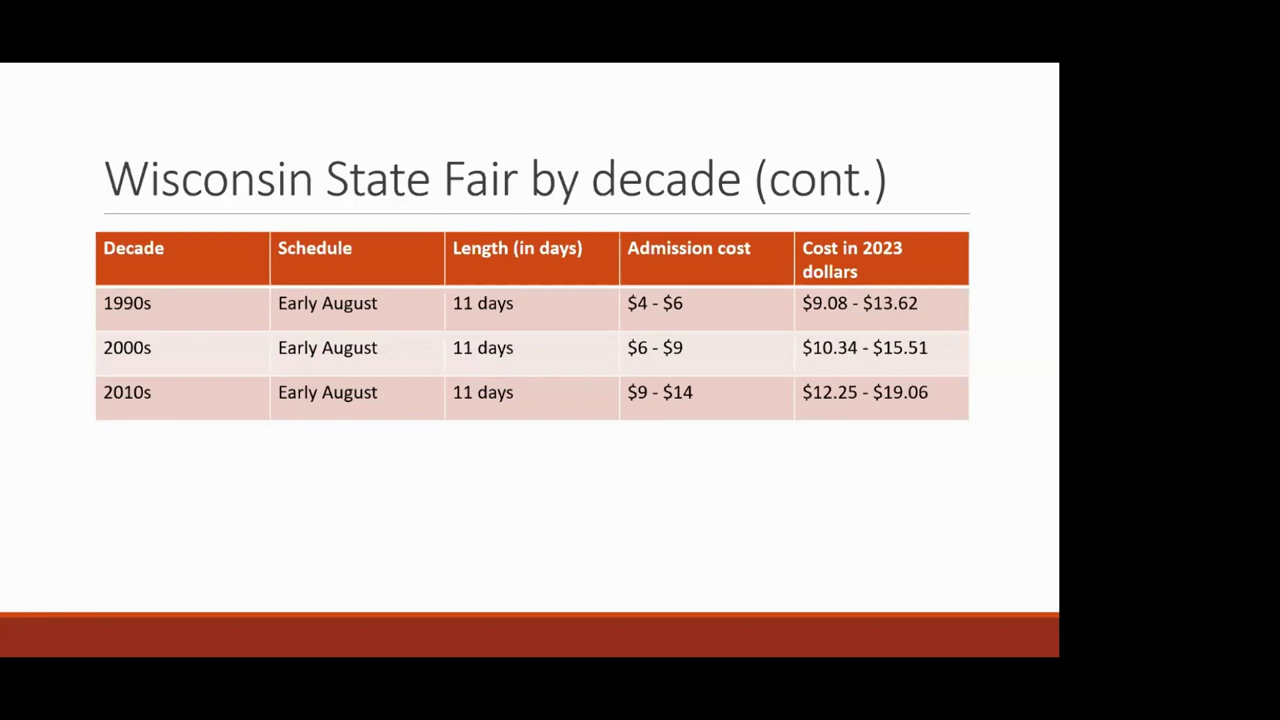 Wisconsin State Fair by decade (cont.)
Decade Schedule Length (in days) Admission cost Cost in 2023 dollars
1990s Early August 11 days $4 - $6 $9.08 - $13.62
2000s Early August 11 days $6 - $9 $10.34 - $15.51
2010s Early August 11 days $9 - $14 $12.25 - $19.06